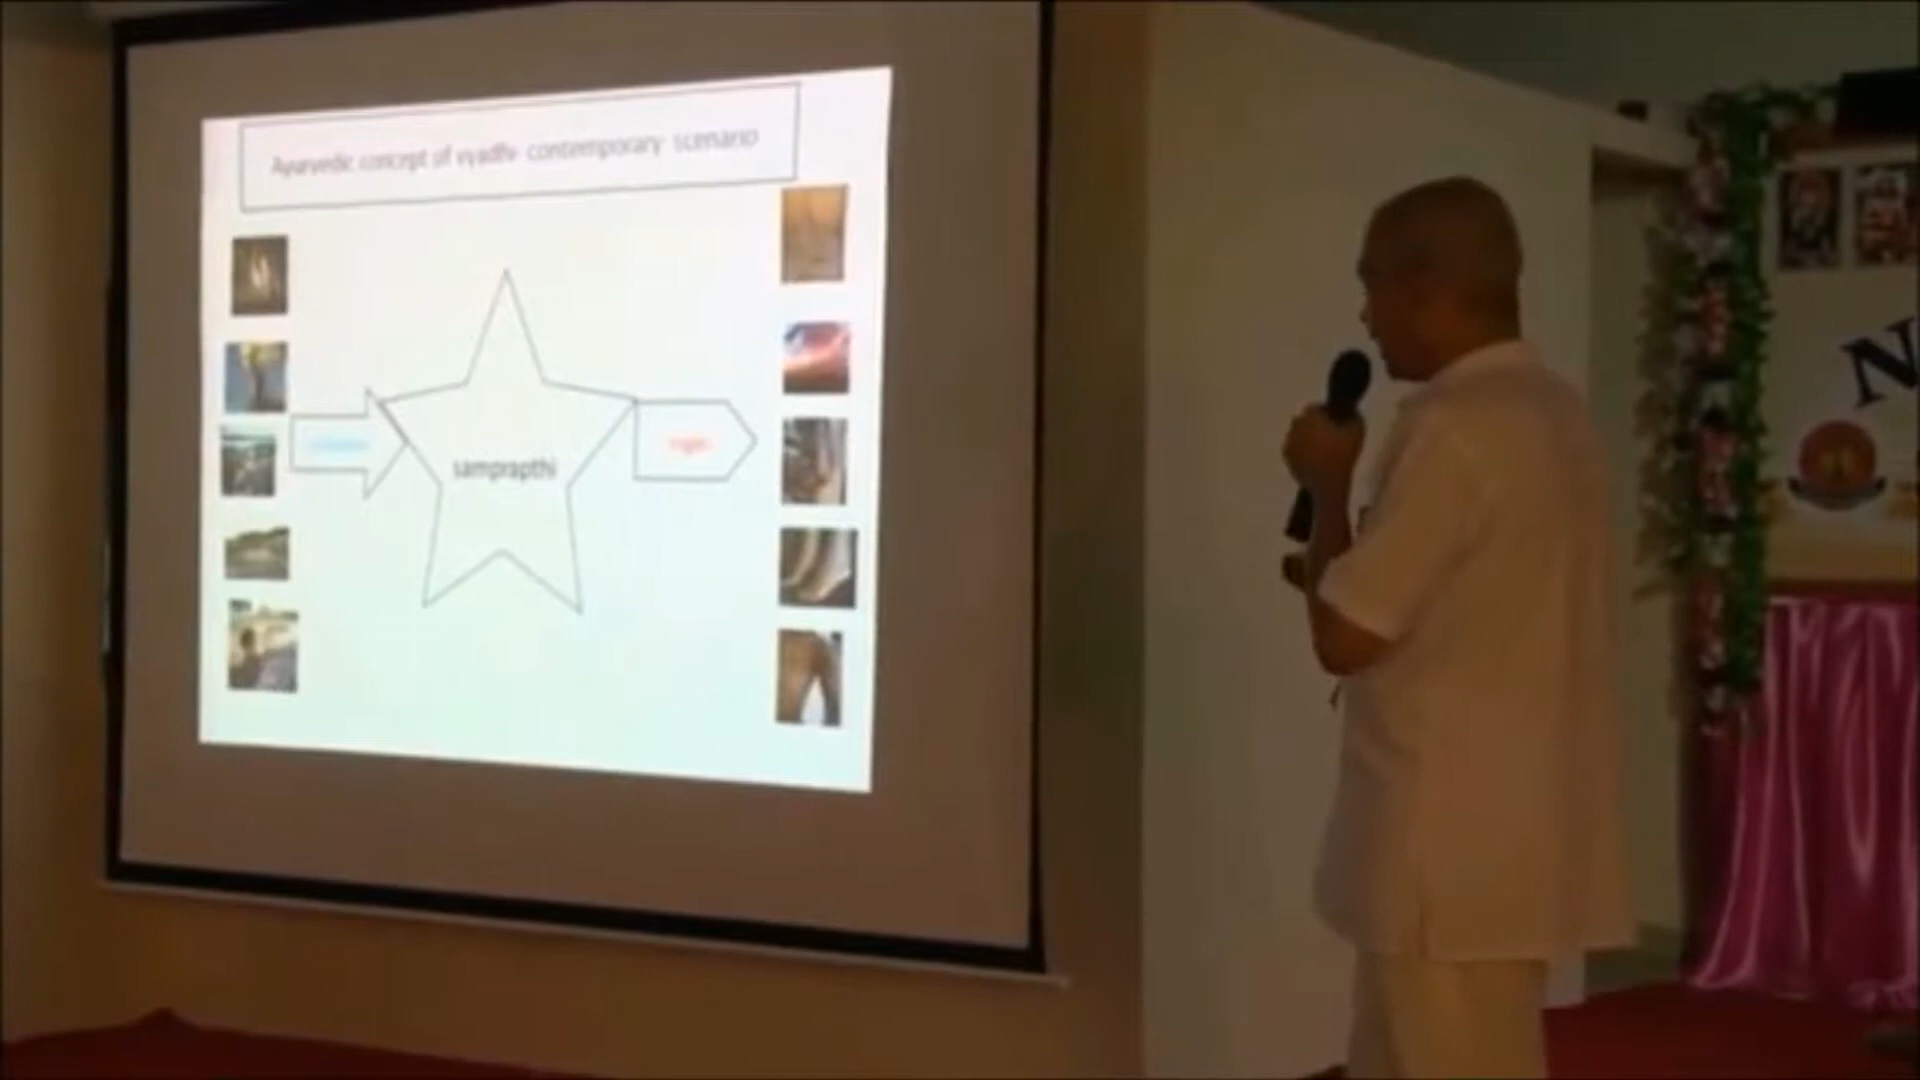 Ayurvedic concept of vyadhi- contemporary scenario
samprapthi
N